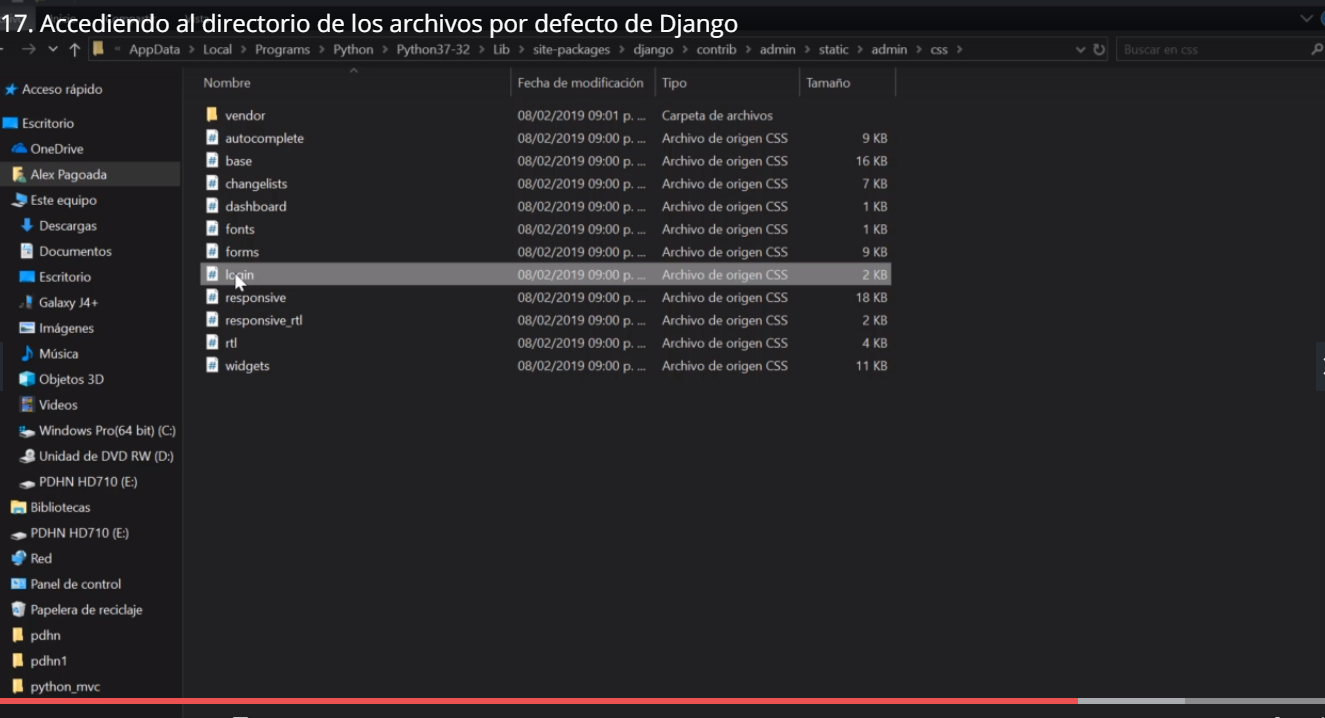 17. Accediendo al directorio de los archivos por defecto de Django
« AppData > Local > Programs > Python > Python37-32 > Lib > site-packages > django > contrib > admin > static > admin > css >
Buscar en css
Nombre Fecha de modificación Tipo Tamaño
vendor 08/02/2019 09:01 p. ... Carpeta de archivos
autocomplete 08/02/2019 09:00 p. ... Archivo de origen CSS 9 KB
base 08/02/2019 09:00 p. ... Archivo de origen CSS 16 KB
changelists 08/02/2019 09:00 p. ... Archivo de origen CSS 7 KB
dashboard 08/02/2019 09:00 p. ... Archivo de origen CSS 1 KB
fonts 08/02/2019 09:00 p. ... Archivo de origen CSS 1 KB
forms 08/02/2019 09:00 p. ... Archivo de origen CSS 9 KB
login 08/02/2019 09:00 p. ... Archivo de origen CSS 2 KB
responsive 08/02/2019 09:00 p. ... Archivo de origen CSS 18 KB
responsive_rtl 08/02/2019 09:00 p. ... Archivo de origen CSS 2 KB
rtl 08/02/2019 09:00 p. ... Archivo de origen CSS 4 KB
widgets 08/02/2019 09:00 p. ... Archivo de origen CSS 11 KB
Acceso rápido
Escritorio
OneDrive
Alex Pagoada
Este equipo
Descargas
Documentos
Escritorio
Galaxy J4+
Imágenes
Música
Objetos 3D
Videos
Windows Pro(64 bit) (C:)
Unidad de DVD RW (D:)
PDHN HD710 (E:)
Bibliotecas
PDHN HD710 (E:)
Red
Panel de control
Papelera de reciclaje
pdhn
pdhn1
python_mvc